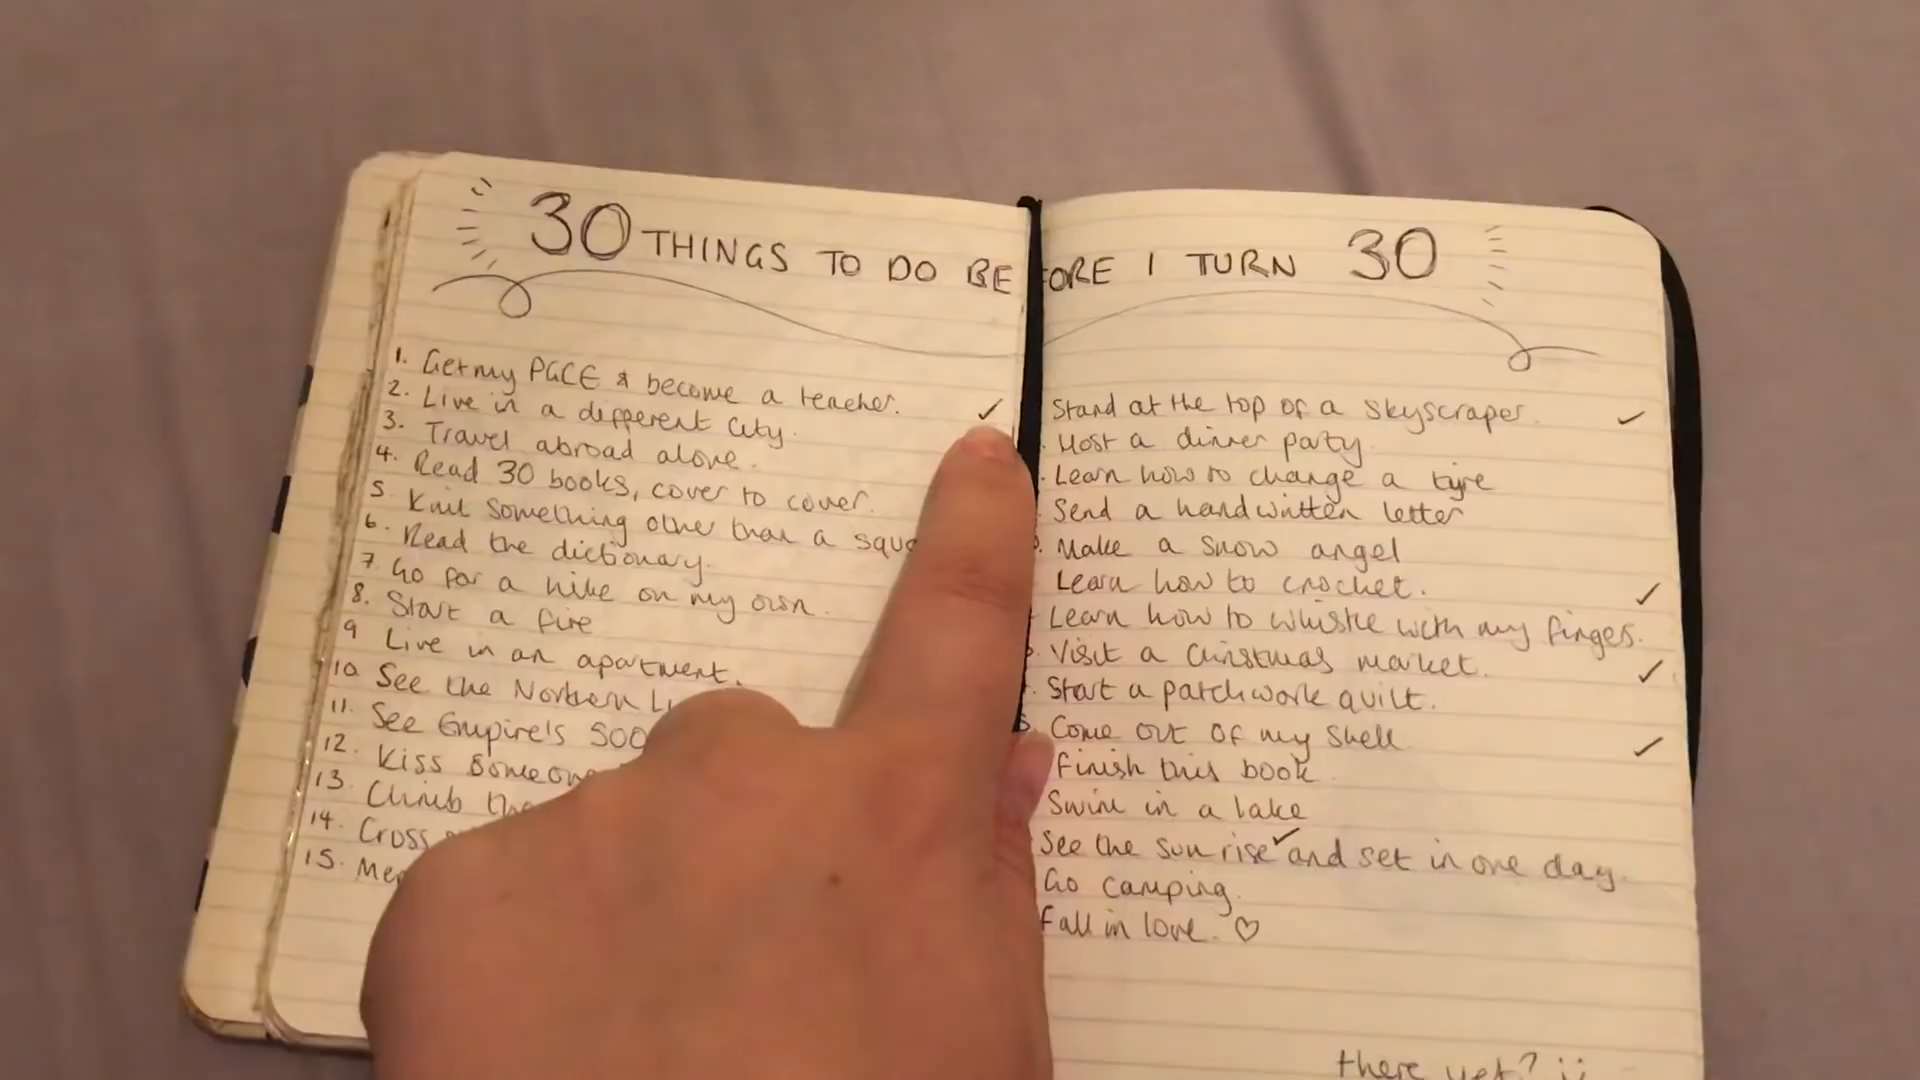 30 THINGS TO DO BEFORE I TURN 30
1. Get my PGCE & become a teacher. ✓
2. Live in a different city.
3. Travel abroad alone.
4. Read 30 books, cover to cover.
5. Knit something other than a
6. Read the dictionary.
7. Go for a hike on my own.
8. Start a fire
9 Live in an apartment.
10. See the Northern
11. See Empire's 500
12. Kiss
13. Climb
14. Cross
15.
Stand at the top of a skyscraper. ✓
Host a dinner party.
Learn how to change a tyre
Send a handwritten letter
Make a snow angel
Learn how to crochet. ✓
Learn how to whistle with my finges.
Visit a Christmas market. ✓
Start a patchwork quilt.
Come out of my shell ✓
Finish this book.
Swim in a lake
See the sun rise ✓ and set in one day.
Go camping.
Fall in love. ♡
there yet? :)